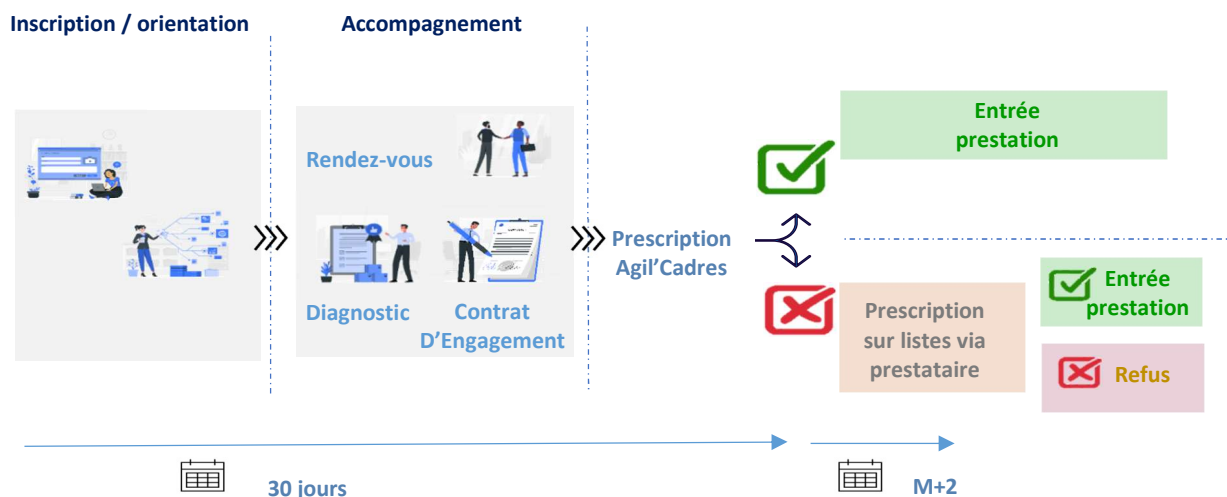 Inscription / orientation
Accompagnement
Rendez-vous
Diagnostic
Contrat
D'Engagement
Prescription
Agil'Cadres
Entrée
prestation
Prescription
sur listes via
prestataire
Entrée
prestation
Refus
30 jours
M+2